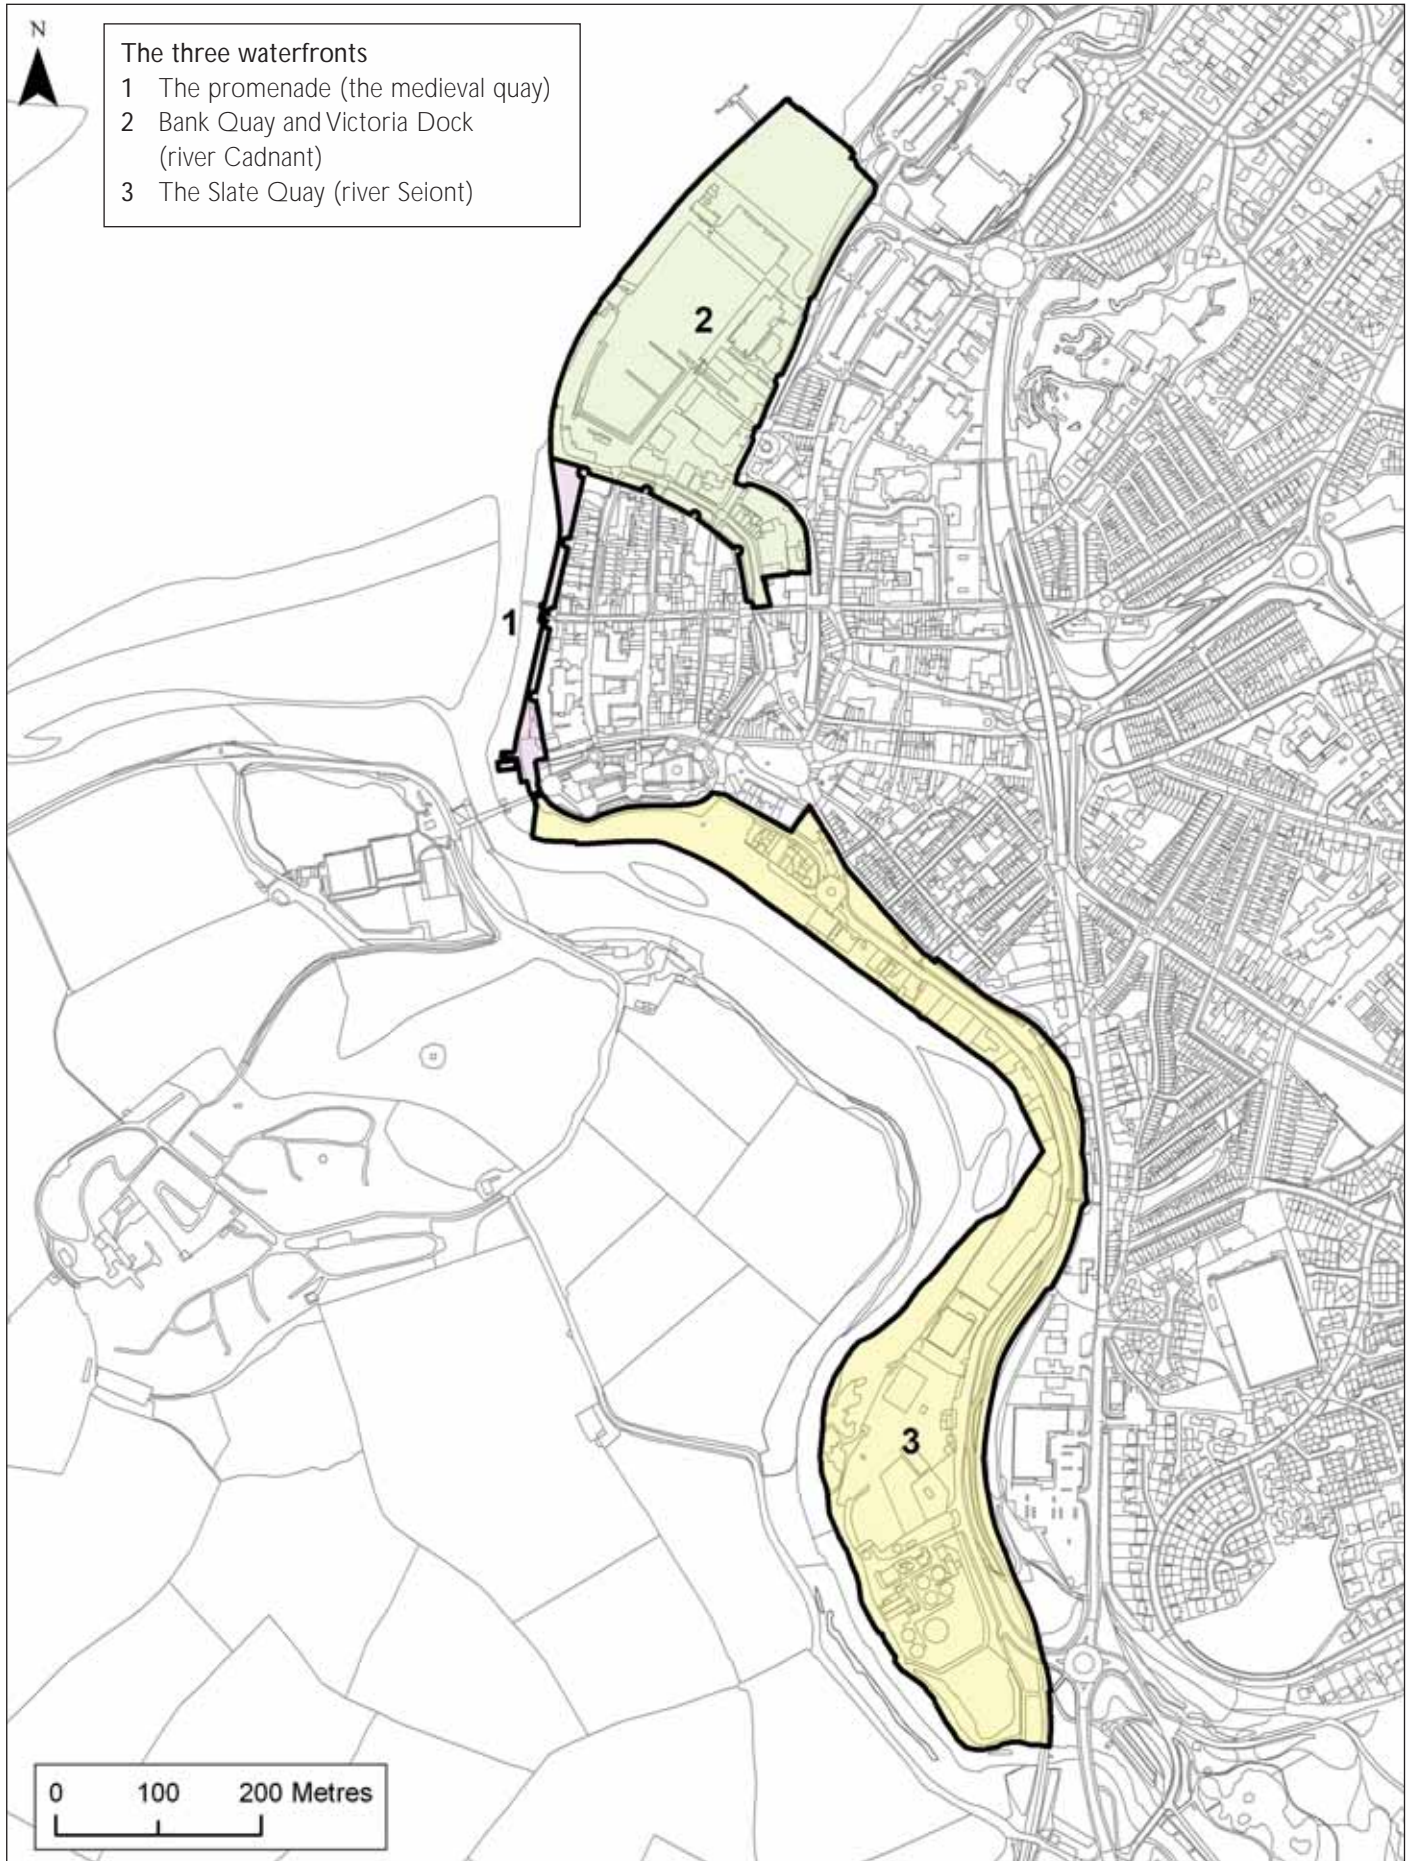 N
The three waterfronts
1 The promenade (the medieval quay)
2 Bank Quay and Victoria Dock
(river Cadnant)
3 The Slate Quay (river Seiont)
2
1
3
0 100 200 Metres